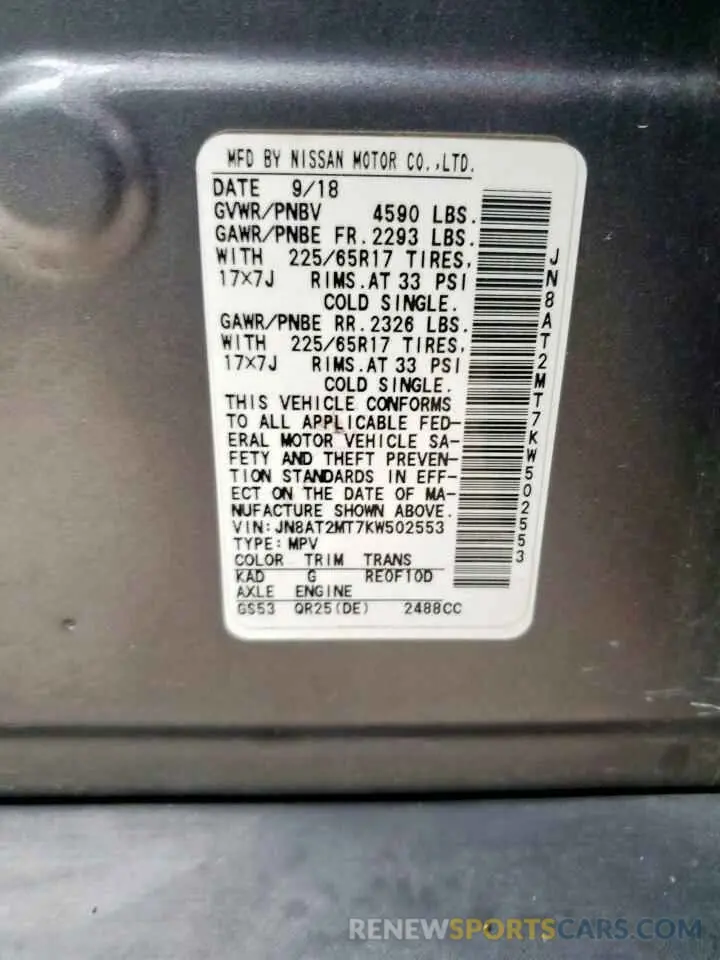 MFD BY NISSAN MOTOR CO.,LTD.
DATE 9/18
GVWR/PNBV 4590 LBS.
GAWR/PNBE FR.2293 LBS.
WITH 225/65R17 TIRES,
17×7J RIMS.AT 33 PSI
COLD SINGLE.
GAWR/PNBE RR.2326 LBS.
WITH 225/65R17 TIRES,
17×7J RIMS.AT 33 PSI
COLD SINGLE.
THIS VEHICLE CONFORMS
TO ALL APPLICABLE FED-
ERAL MOTOR VEHICLE SA-
FETY AND THEFT PREVEN-
TION STANDARDS IN EFF-
ECT ON THE DATE OF MA-
NUFACTURE SHOWN ABOVE.
VIN:JN8AT2MT7KW502553
TYPE:MPV
COLOR TRIM TRANS
KAD G RE0F10D
AXLE ENGINE
GS53 QR25(DE) 2488CC
JN8AT2MT7KW502553
RENEWSPORTSCARS.COM